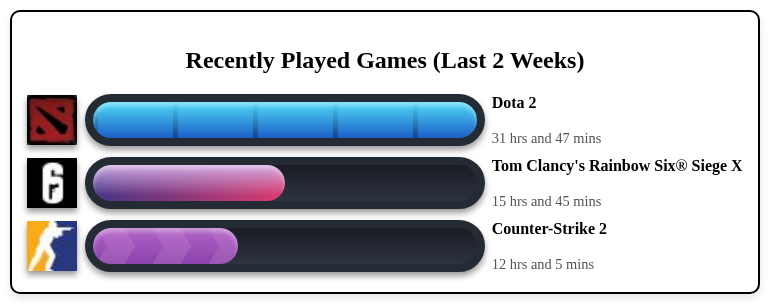 Recently Played Games (Last 2 Weeks)
Dota 2
31 hrs and 47 mins
Tom Clancy's Rainbow Six® Siege X
15 hrs and 45 mins
Counter-Strike 2
12 hrs and 5 mins